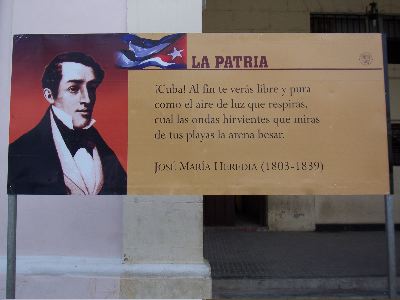 LA PATRIA
¡Cuba! Al fin te verás libre y pura
como el aire de luz que respiras,
cual las ondas hirvientes que miras
de tus playas la arena besar.
JOSÉ MARÍA HEREDIA (1803-1839)